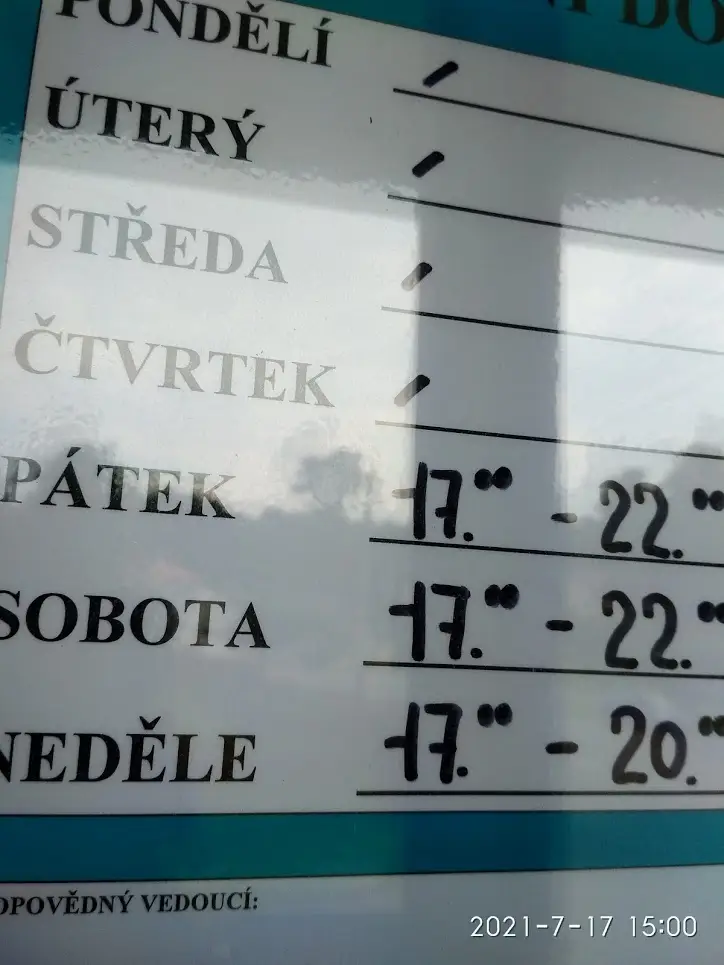 PONDĚLÍ -
ÚTERÝ -
STŘEDA -
ČTVRTEK -
PÁTEK 17.00 - 22.00
SOBOTA 17.00 - 22.00
NEDĚLE 17.00 - 20.00
DPOVĚDNÝ VEDOUCÍ:
2021-7-17 15:00